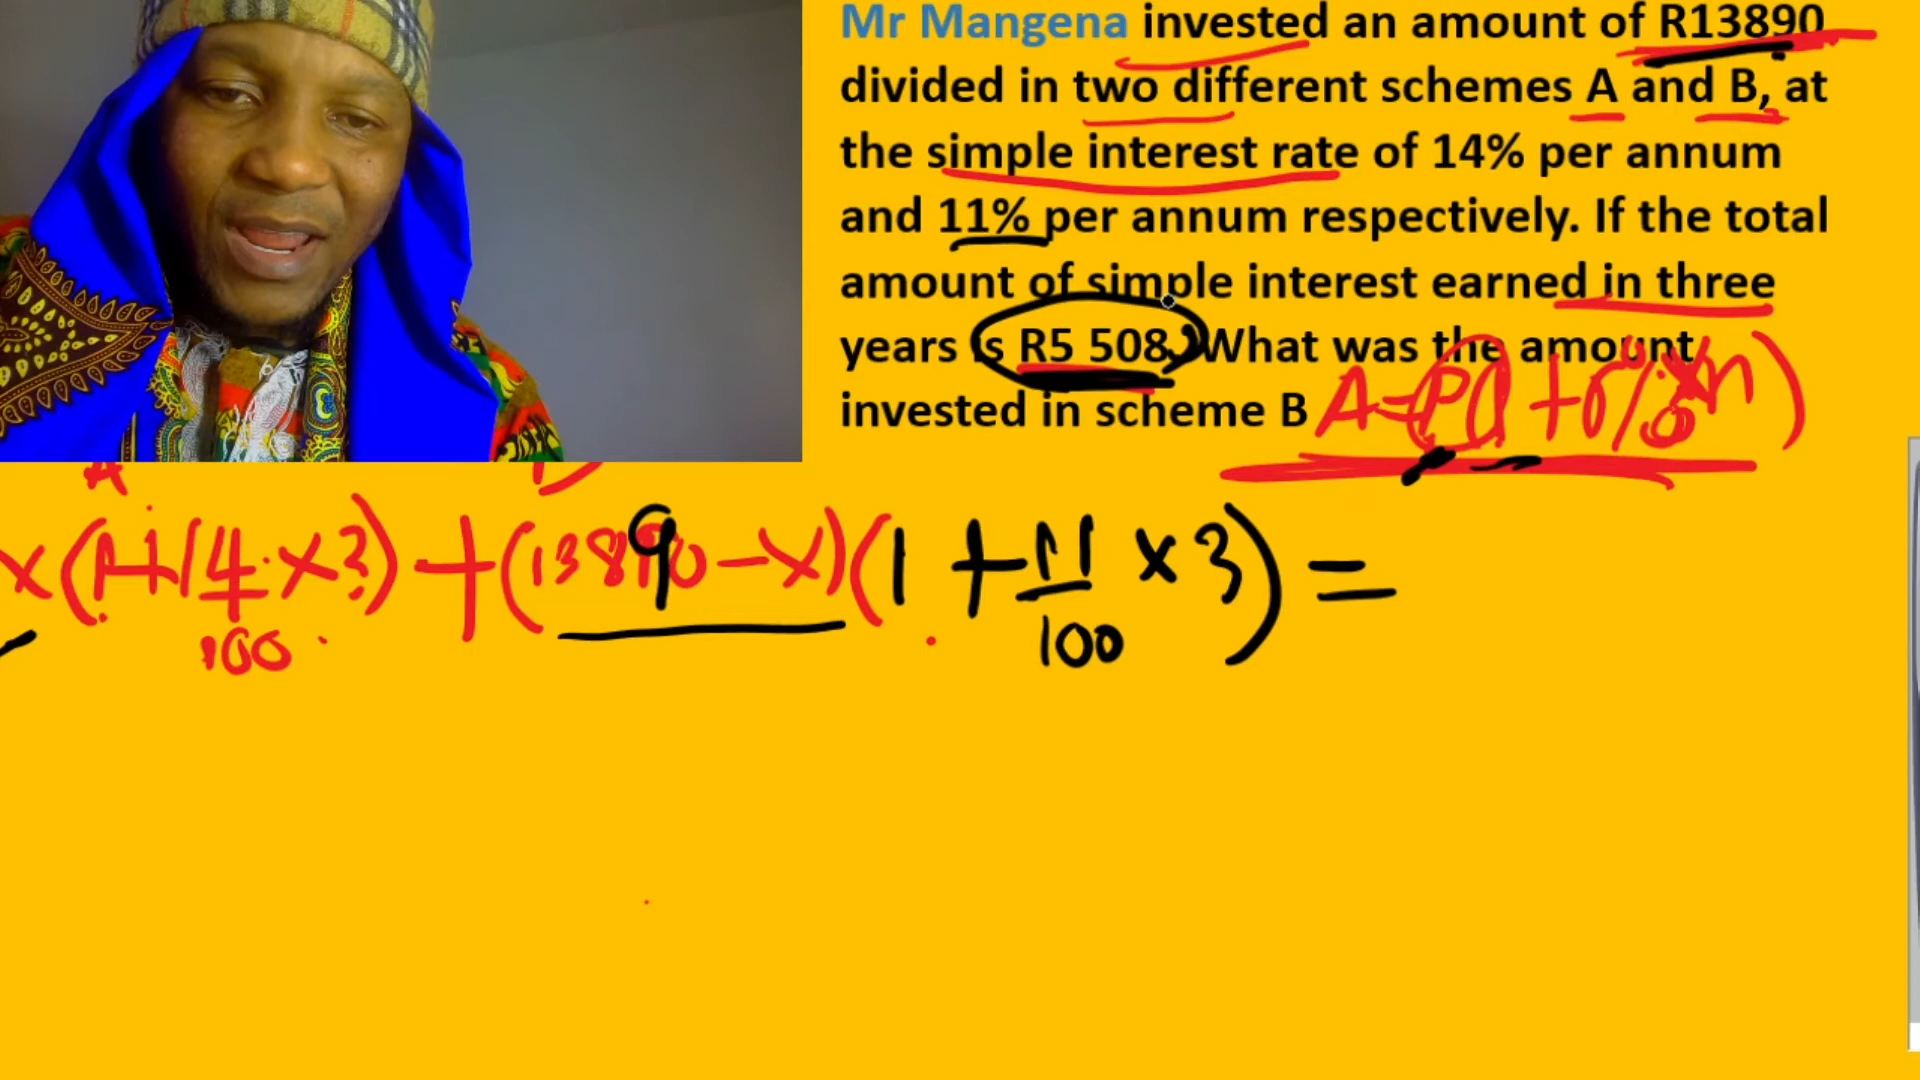 Mr Mangena invested an amount of R13890
divided in two different schemes A and B, at
the simple interest rate of 14% per annum
and 11% per annum respectively. If the total
amount of simple interest earned in three
years is R5 508, What was the amount
invested in scheme B
A=P(1+r/100×n)
A
x(1+14/100×3)+(13890-x)(1+11/100×3)=